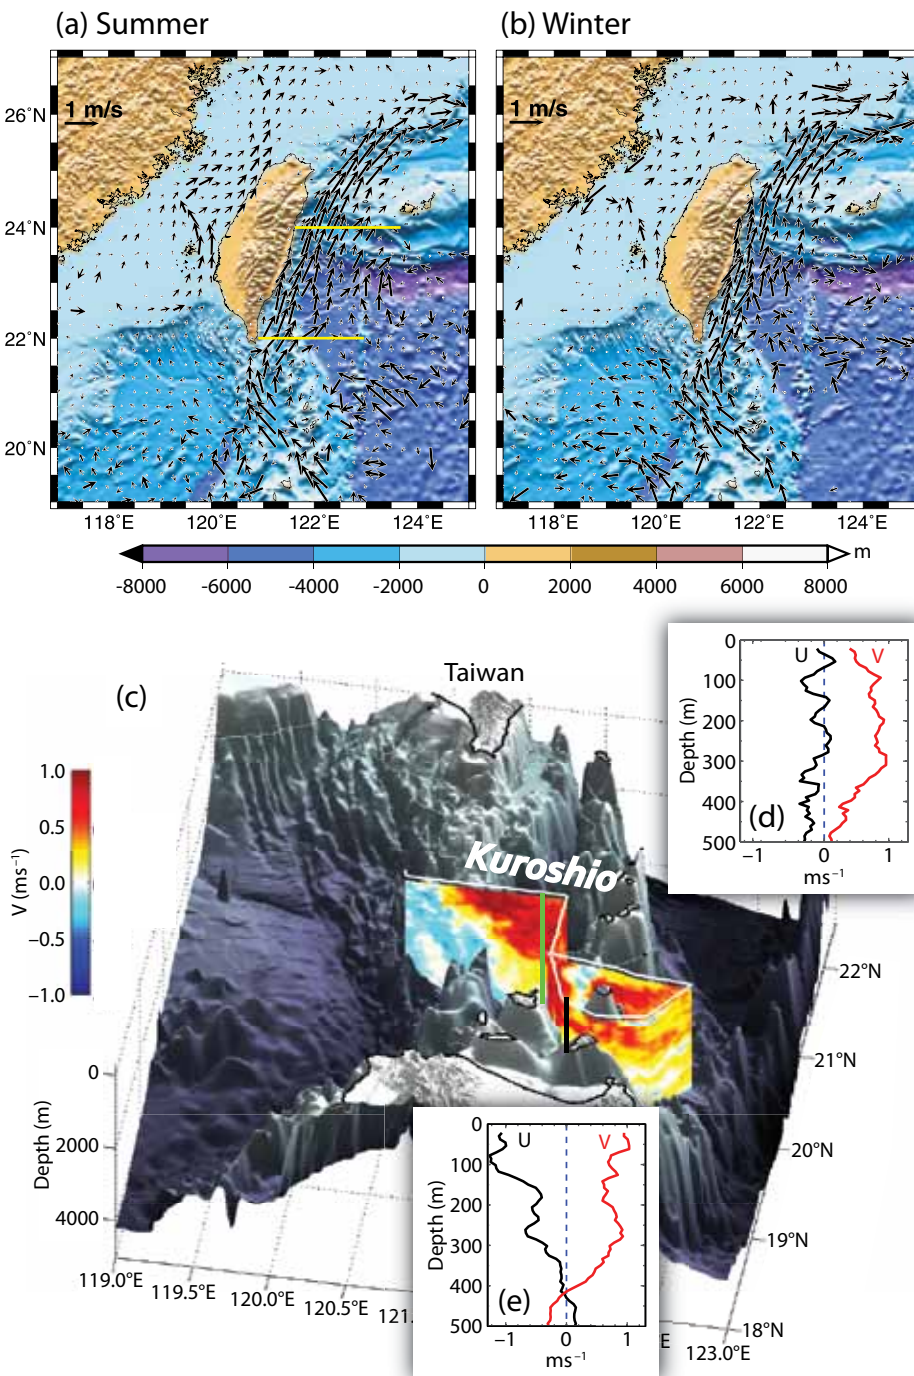 (a) Summer
(b) Winter
1 m/s
1 m/s
26°N
24°N
22°N
20°N
118°E 120°E 122°E 124°E
118°E 120°E 122°E 124°E
m
-8000 -6000 -4000 -2000 0 2000 4000 6000 8000
(c)
Taiwan
Kuroshio
V (ms⁻¹)
1.0
0.5
0.0
−0.5
−1.0
Depth (m)
0
2000
4000
119.0°E
119.5°E
120.0°E
120.5°E
121.
E
123.0°E
18°N
19°N
20°N
21°N
22°N
(d)
U V
Depth (m)
0
100
200
300
400
500
−1 0 1
ms⁻¹
(e)
U V
Depth (m)
0
100
200
300
400
500
−1 0 1
ms⁻¹